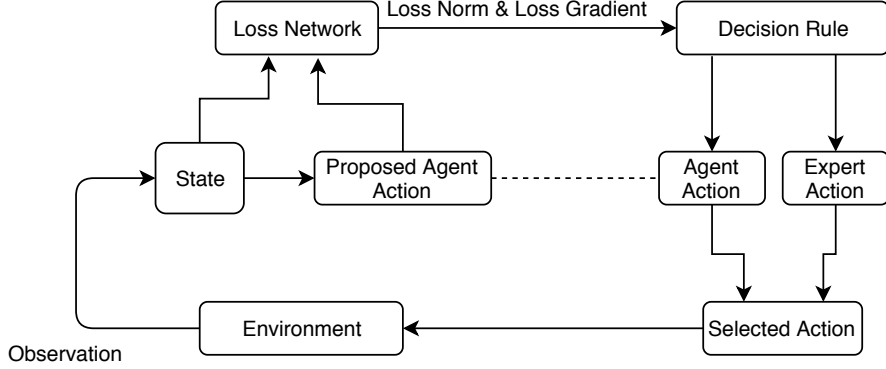 Loss Norm & Loss Gradient
Loss Network
Decision Rule
State
Proposed Agent
Action
Agent
Action
Expert
Action
Environment
Selected Action
Observation